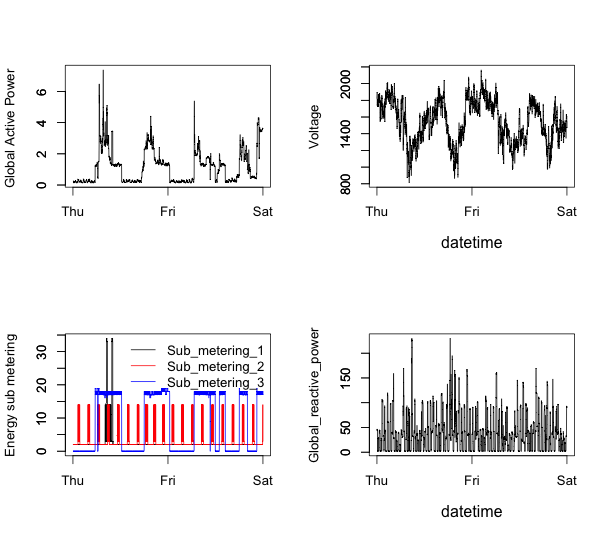 Global Active Power
6
4
2
0
Thu Fri Sat
Voltage
2000
1400
800
Thu Fri Sat
datetime
Energy sub metering
30
20
10
0
Sub_metering_1
Sub_metering_2
Sub_metering_3
Thu Fri Sat
Global_reactive_power
150
50
0
Thu Fri Sat
datetime